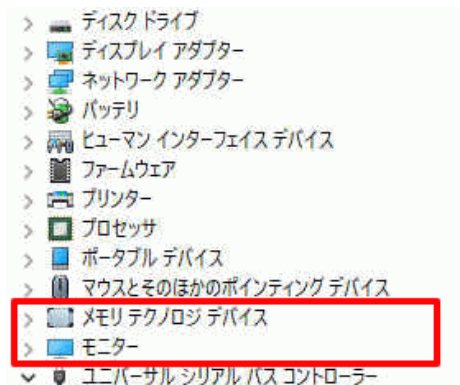 ディスク ドライブ
ディスプレイ アダプター
ネットワーク アダプター
バッテリ
ヒューマン インターフェイス デバイス
ファームウェア
プリンター
プロセッサ
ポータブル デバイス
マウスとそのほかのポインティング デバイス
メモリ テクノロジ デバイス
モニター
ユニバーサル シリアル バス コントローラー